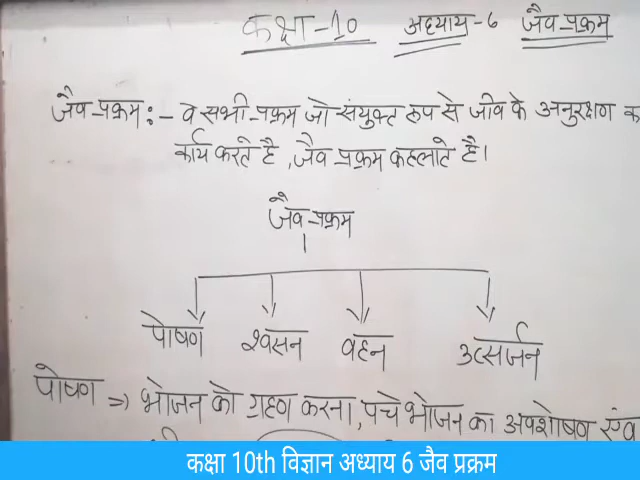 कक्षा-10 अध्याय-6 जैव-प्रक्रम
जैव-प्रक्रम:- वे सभी-प्रक्रम जो संयुक्त रूप से जीव के अनुरक्षण क
कार्य करते है, जैव प्रक्रम कहलाते है।
जैव-प्रक्रम
पोषण श्वसन वहन उत्सर्जन
पोषण => भोजन को ग्रहण करना, पचे भोजन का अवशोषण एंव
कक्षा 10th विज्ञान अध्याय 6 जैव प्रक्रम